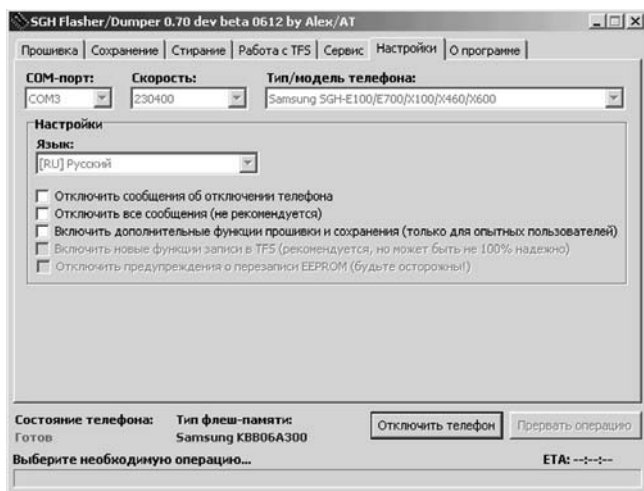 SGH Flasher/Dumper 0.70 dev beta 0612 by Alex/AT
Прошивка Сохранение Стирание Работа с TFS Сервис Настройки О программе
COM-порт: Скорость: Тип/модель телефона:
COM3 230400 Samsung SGH-E100/E700/X100/X460/X600
Настройки
Язык:
[RU] Русский
Отключить сообщения об отключении телефона
Отключить все сообщения (не рекомендуется)
Включить дополнительные функции прошивки и сохранения (только для опытных пользователей)
Включить новые функции записи в TFS (рекомендуется, но может быть не 100% надежно)
Отключить предупреждения о перезаписи EEPROM (будьте осторожны!)
Состояние телефона: Тип флеш-памяти: Отключить телефон Прервать операцию
Готов Samsung KBB06A300
Выберите необходимую операцию... ETA: --:--:--